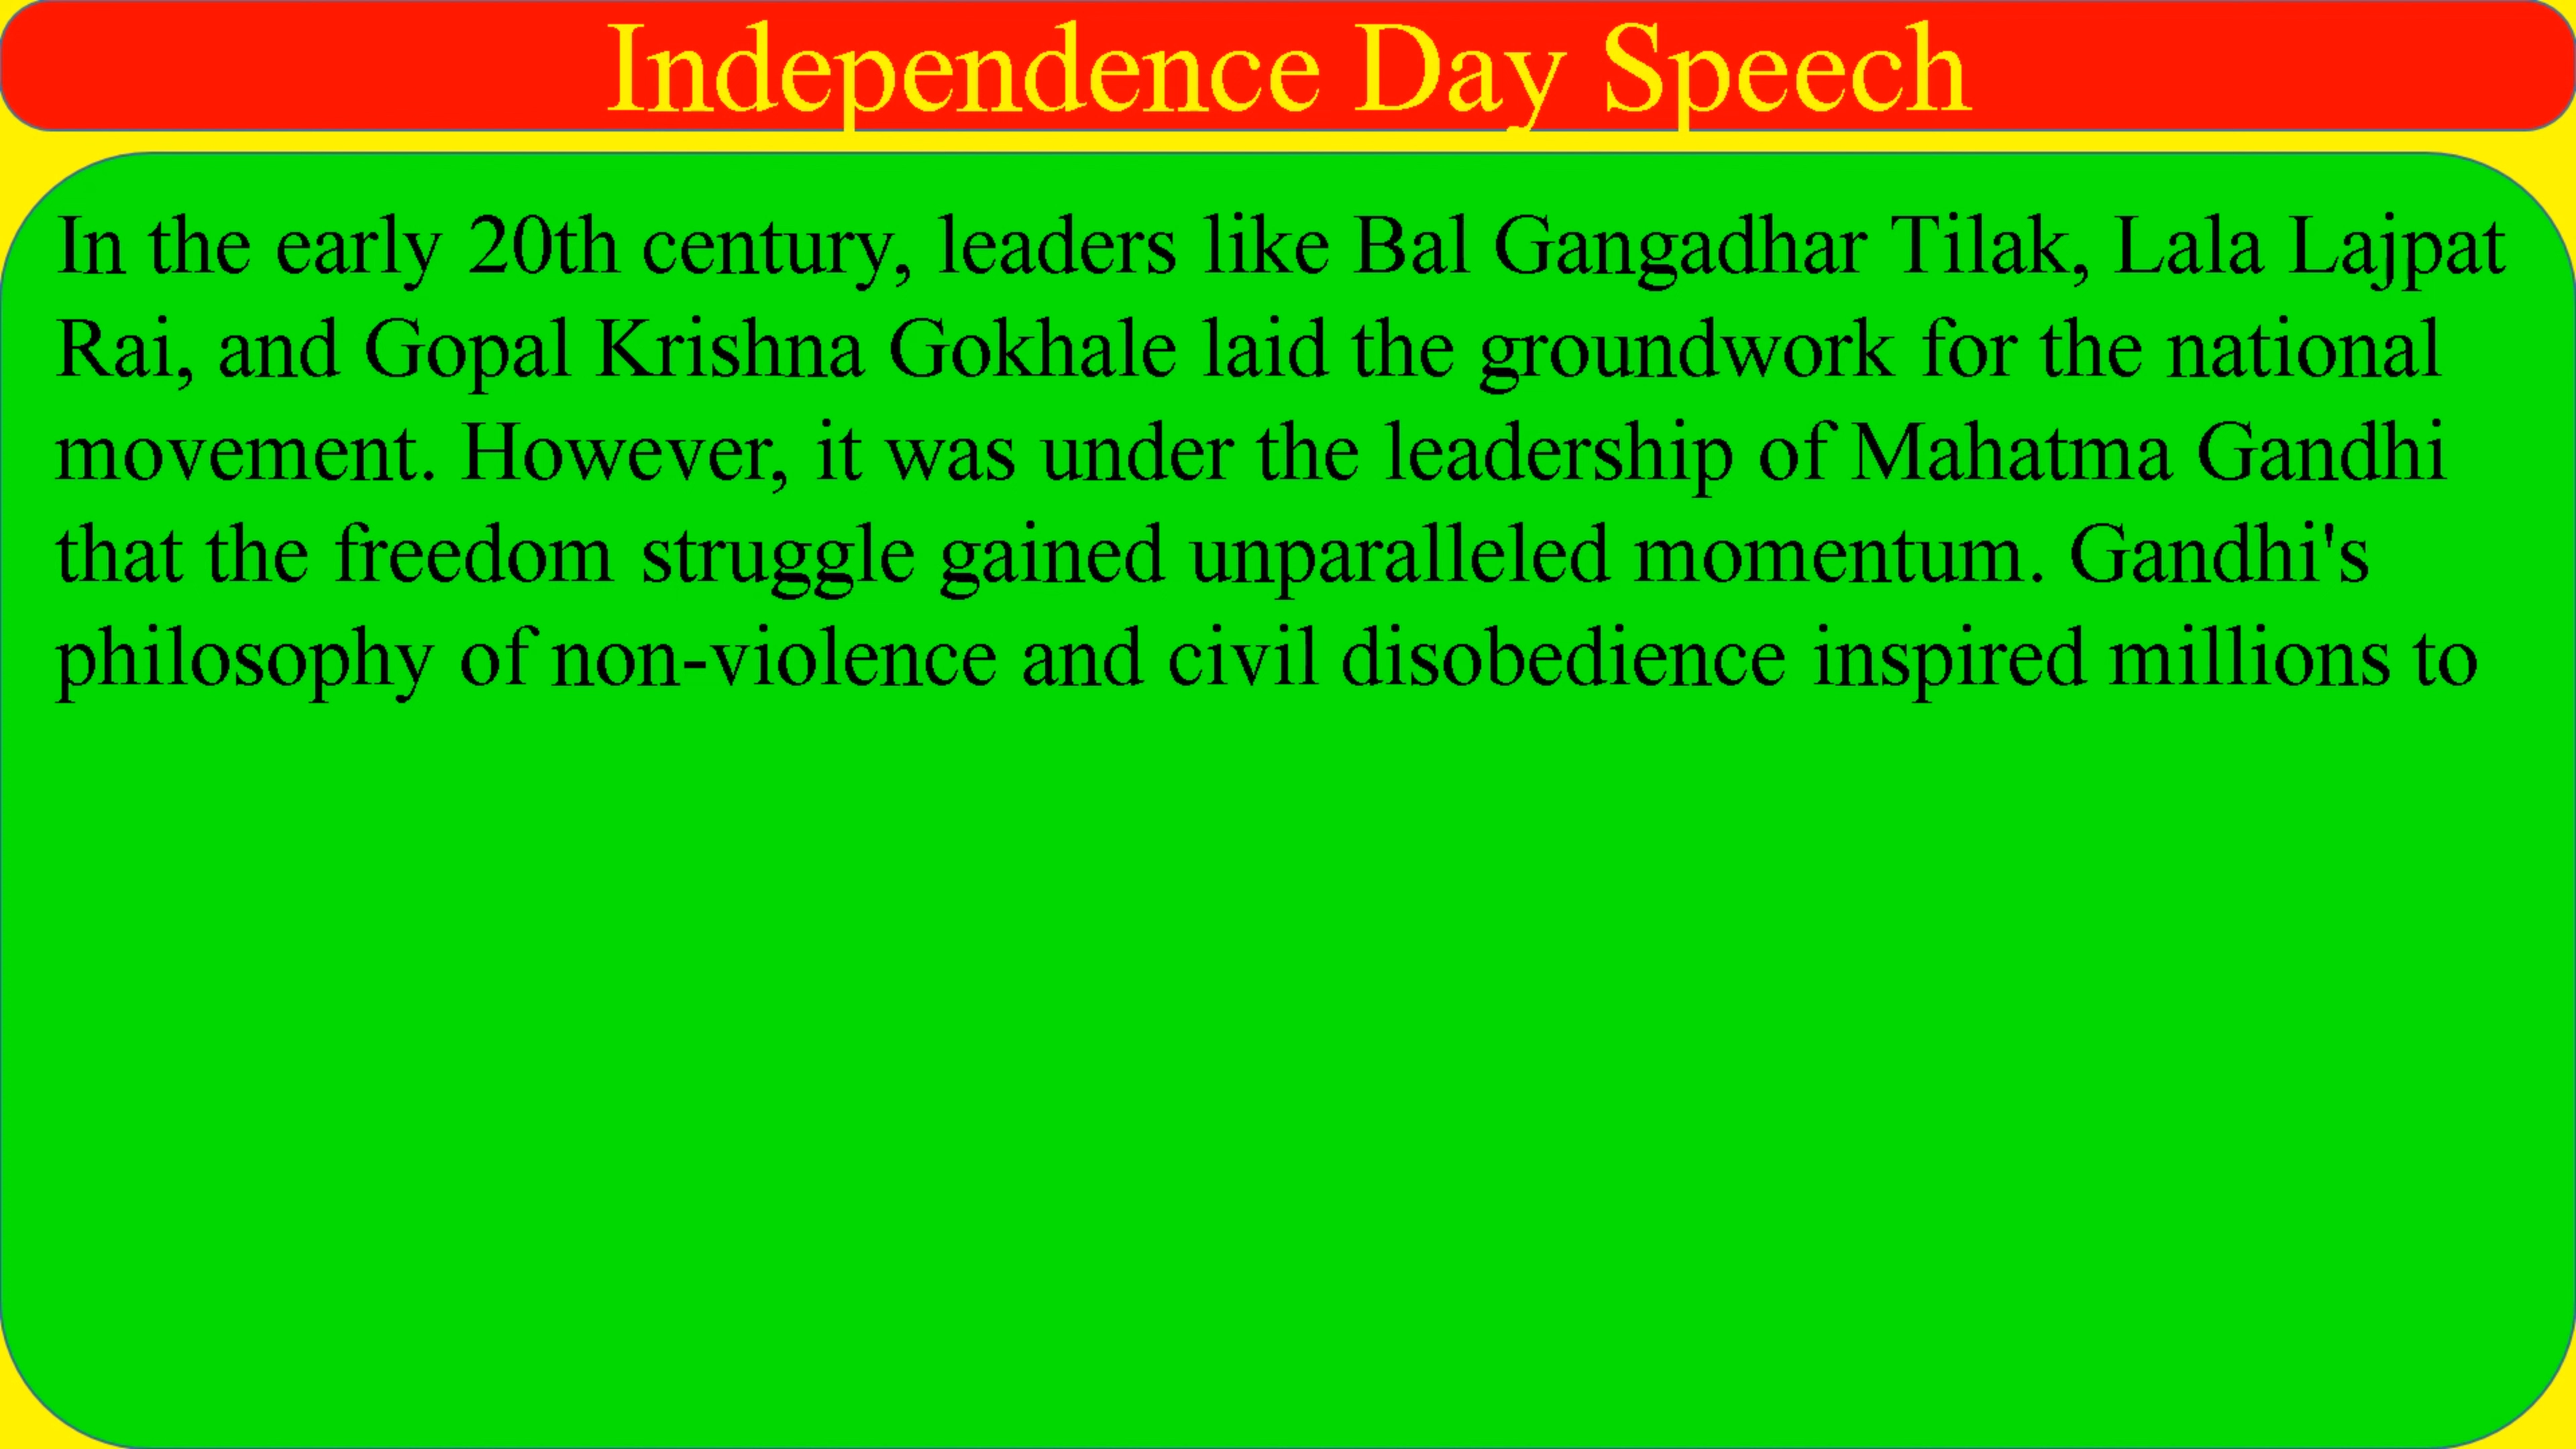 Independence Day Speech
In the early 20th century, leaders like Bal Gangadhar Tilak, Lala Lajpat
Rai, and Gopal Krishna Gokhale laid the groundwork for the national
movement. However, it was under the leadership of Mahatma Gandhi
that the freedom struggle gained unparalleled momentum. Gandhi's
philosophy of non-violence and civil disobedience inspired millions to